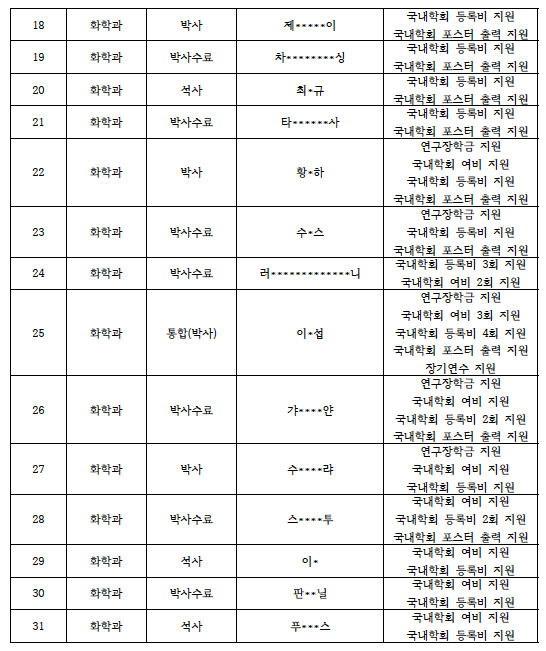 18 화학과 박사 제*****이 국내학회 등록비 지원
국내학회 포스터 출력 지원
19 화학과 박사수료 차********싱 국내학회 등록비 지원
국내학회 포스터 출력 지원
20 화학과 석사 최*규 국내학회 등록비 지원
국내학회 포스터 출력 지원
21 화학과 박사수료 타******사 국내학회 등록비 지원
국내학회 포스터 출력 지원
22 화학과 박사 황*하 연구장학금 지원
국내학회 여비 지원
국내학회 등록비 지원
국내학회 포스터 출력 지원
23 화학과 박사수료 수*스 연구장학금 지원
국내학회 등록비 지원
국내학회 포스터 출력 지원
24 화학과 박사수료 러*************니 국내학회 등록비 3회 지원
국내학회 여비 2회 지원
25 화학과 통합(박사) 이*섭 연구장학금 지원
국내학회 여비 3회 지원
국내학회 등록비 4회 지원
국내학회 포스터 출력 지원
장기연수 지원
26 화학과 박사수료 갸****얀 연구장학금 지원
국내학회 여비 지원
국내학회 등록비 2회 지원
국내학회 포스터 출력 지원
27 화학과 박사 수****랴 연구장학금 지원
국내학회 여비 지원
국내학회 등록비 지원
28 화학과 박사수료 스****투 국내학회 여비 지원
국내학회 등록비 2회 지원
국내학회 포스터 출력 지원
29 화학과 석사 이* 국내학회 여비 지원
국내학회 등록비 지원
30 화학과 박사수료 판**닐 국내학회 여비 지원
국내학회 등록비 지원
31 화학과 석사 푸***스 국내학회 여비 지원
국내학회 등록비 지원